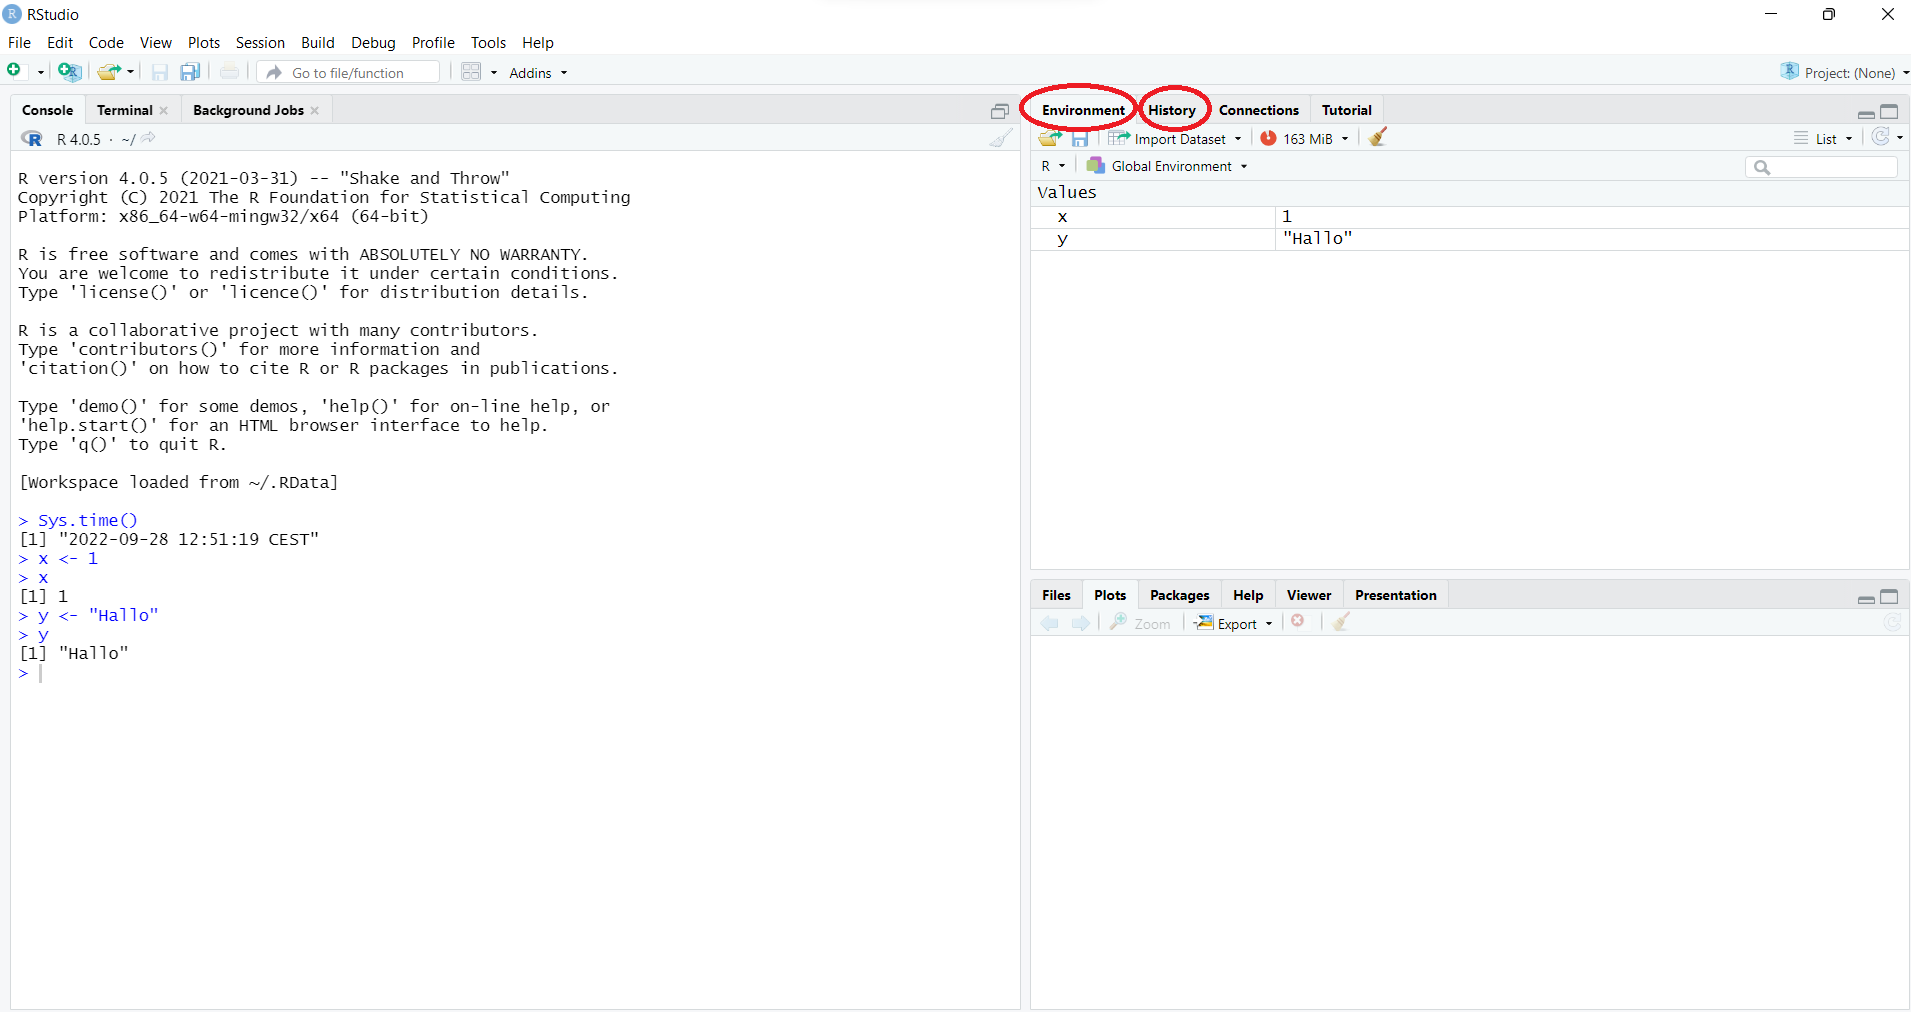 RStudio
File Edit Code View Plots Session Build Debug Profile Tools Help
Go to file/function Addins Project: (None)
Console Terminal Background Jobs
R 4.0.5 · ~/
R version 4.0.5 (2021-03-31) -- "Shake and Throw"
Copyright (C) 2021 The R Foundation for Statistical Computing
Platform: x86_64-w64-mingw32/x64 (64-bit)
R is free software and comes with ABSOLUTELY NO WARRANTY.
You are welcome to redistribute it under certain conditions.
Type 'license()' or 'licence()' for distribution details.
R is a collaborative project with many contributors.
Type 'contributors()' for more information and
'citation()' on how to cite R or R packages in publications.
Type 'demo()' for some demos, 'help()' for on-line help, or
'help.start()' for an HTML browser interface to help.
Type 'q()' to quit R.
[Workspace loaded from ~/.RData]
> Sys.time()
[1] "2022-09-28 12:51:19 CEST"
> x <- 1
> x
[1] 1
> y <- "Hallo"
> y
[1] "Hallo"
>
Environment History Connections Tutorial
Import Dataset 163 MiB List
R Global Environment
Values
x 1
y "Hallo"
Files Plots Packages Help Viewer Presentation
Zoom Export